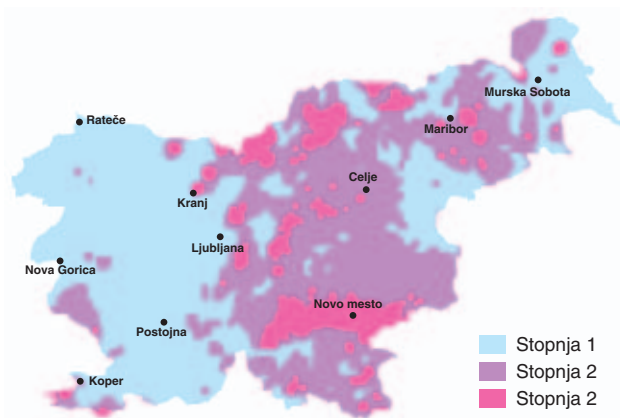 Murska Sobota
Rateče
Maribor
Celje
Kranj
Ljubljana
Nova Gorica
Novo mesto
Postojna
Stopnja 1
Stopnja 2
Koper
Stopnja 2